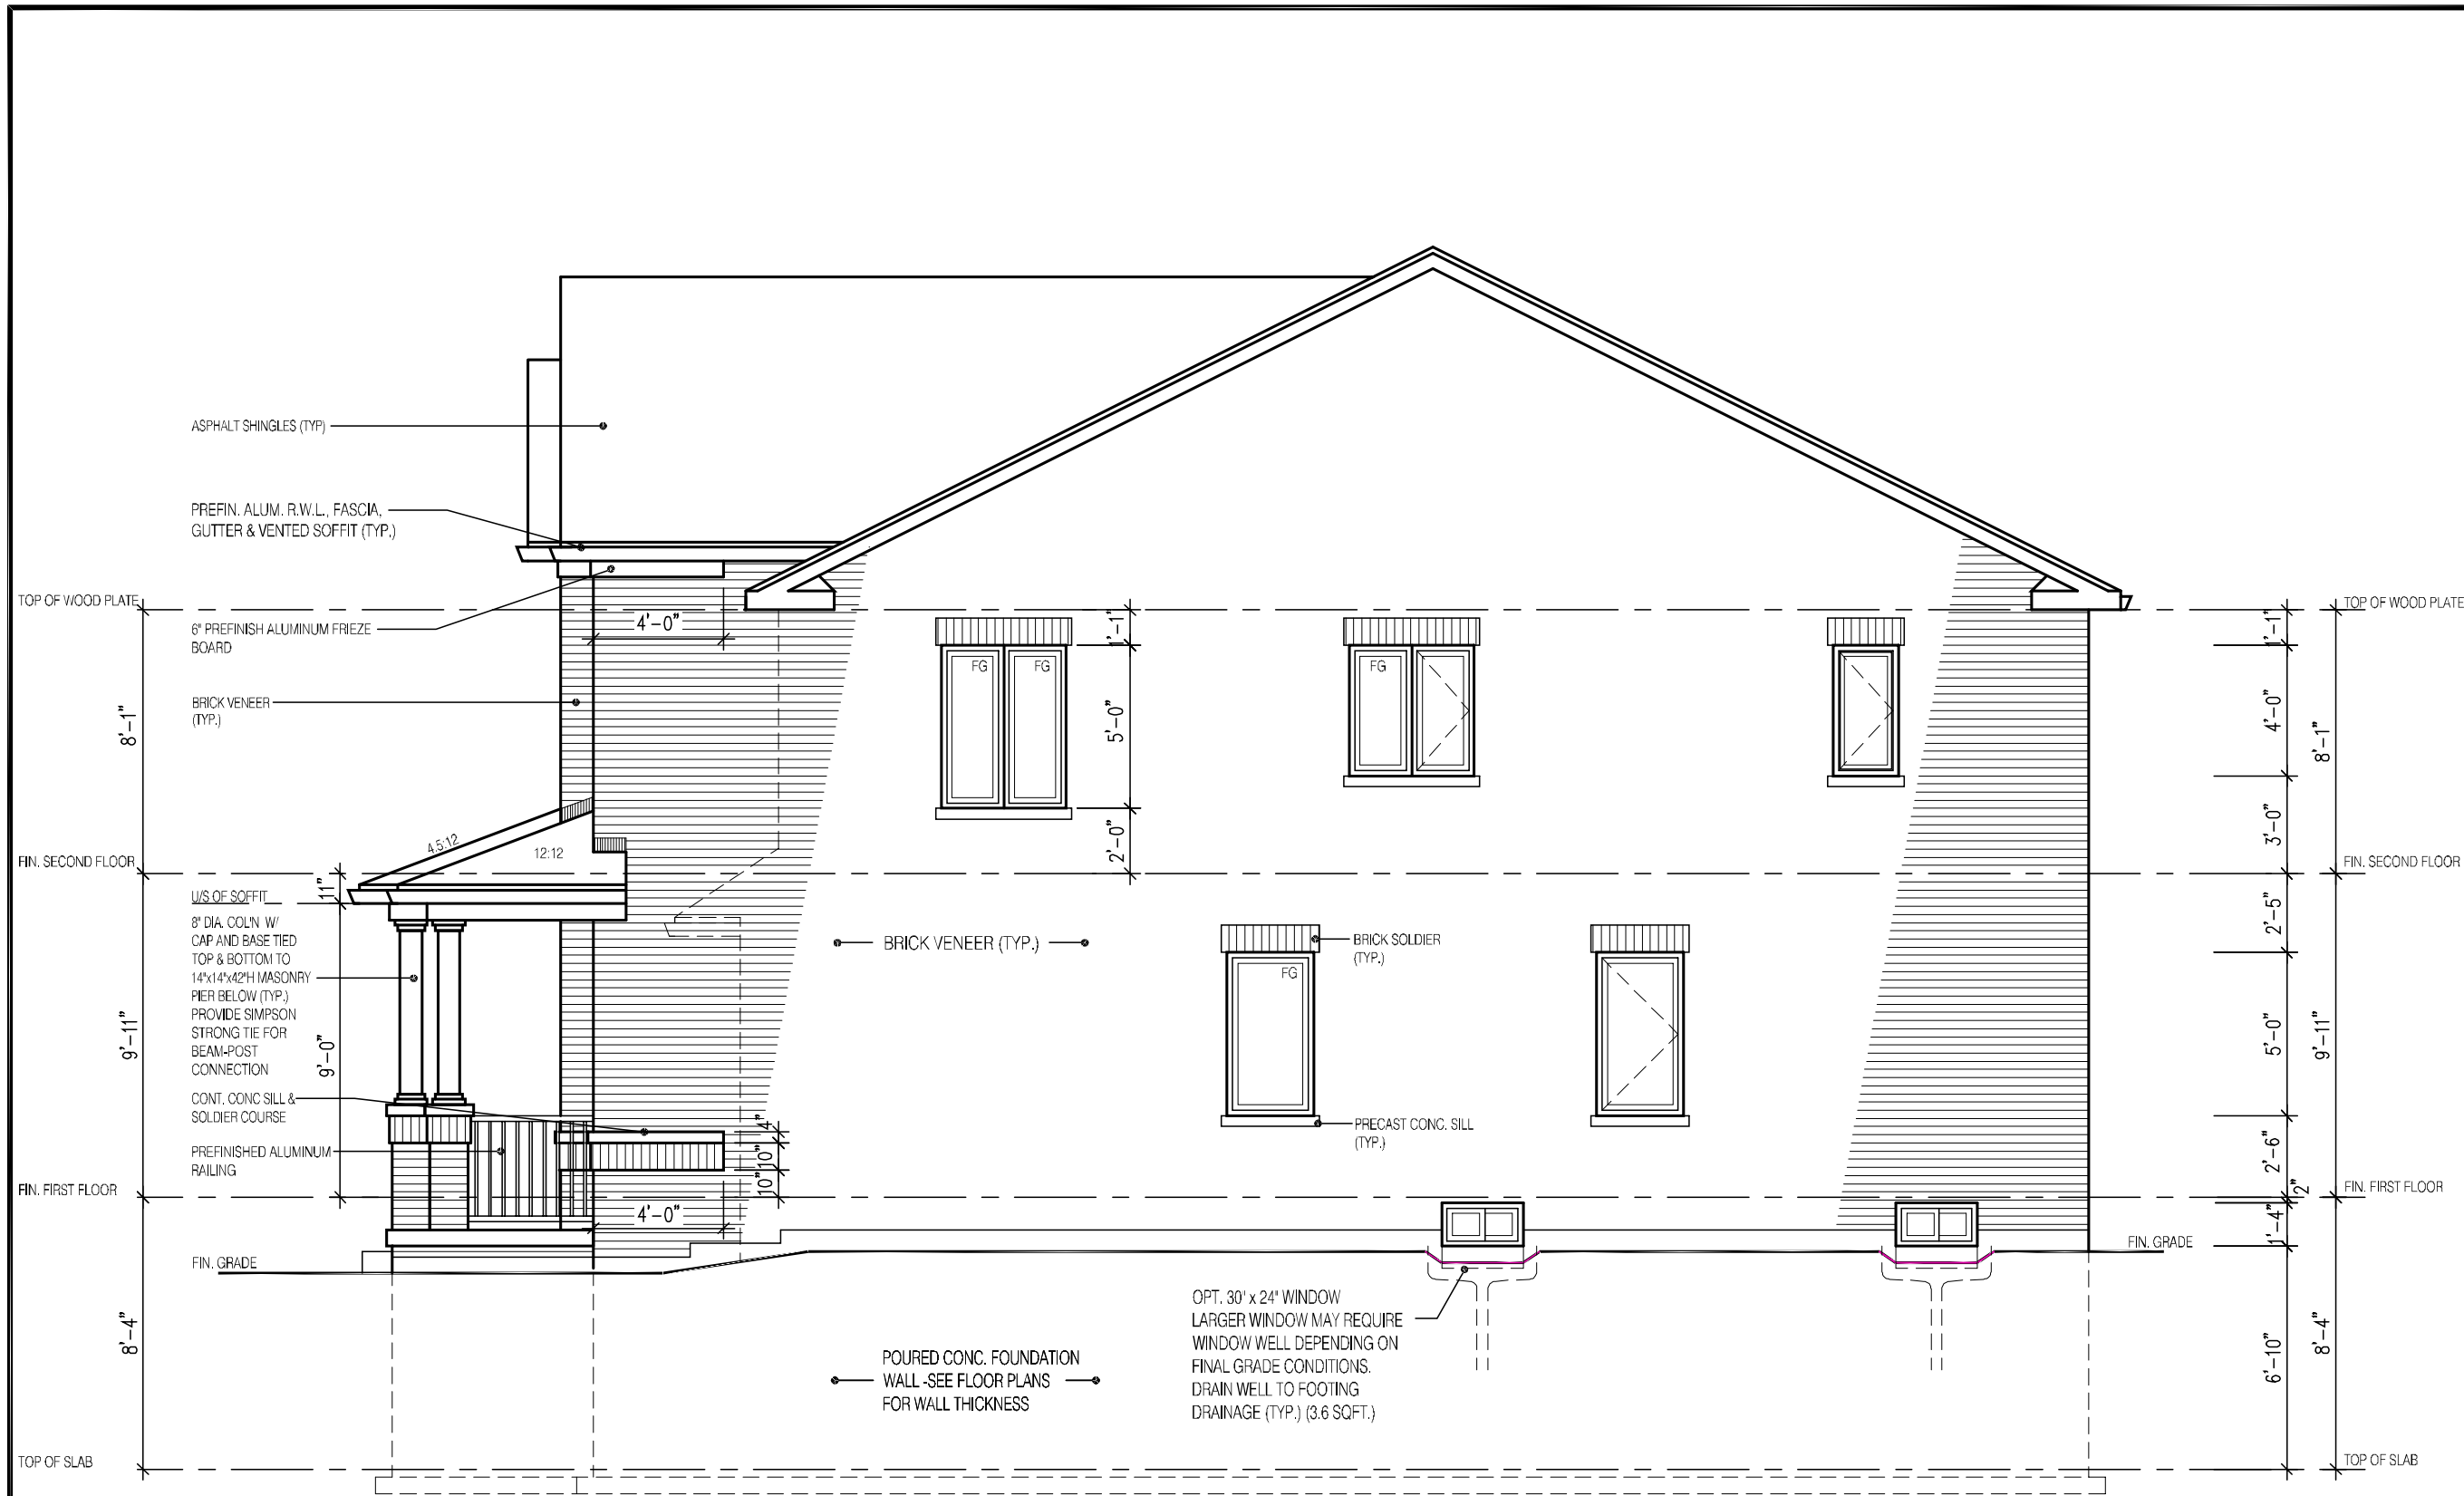 ASPHALT SHINGLES (TYP)
PREFIN. ALUM. R.W.L., FASCIA,
GUTTER & VENTED SOFFIT (TYP.)
TOP OF WOOD PLATE
6" PREFINISH ALUMINUM FRIEZE
BOARD
BRICK VENEER
(TYP.)
8'-1"
FIN. SECOND FLOOR
4.5:12
12:12
11"
U/S OF SOFFIT
8" DIA. COL'N W/
CAP AND BASE TIED
TOP & BOTTOM TO
14"x14"x42"H MASONRY
PIER BELOW (TYP.)
PROVIDE SIMPSON
STRONG TIE FOR
BEAM-POST
CONNECTION
9'-11"
9'-0"
CONT. CONC SILL &
SOLDIER COURSE
PREFINISHED ALUMINUM
RAILING
FIN. FIRST FLOOR
FIN. GRADE
8'-4"
TOP OF SLAB
4'-0"
4"
10"
10"
4'-0"
FG
FG
1'-1"
5'-0"
2'-0"
FG
BRICK VENEER (TYP.)
FG
BRICK SOLDIER
(TYP.)
PRECAST CONC. SILL
(TYP.)
POURED CONC. FOUNDATION
WALL -SEE FLOOR PLANS
FOR WALL THICKNESS
OPT. 30" x 24" WINDOW
LARGER WINDOW MAY REQUIRE
WINDOW WELL DEPENDING ON
FINAL GRADE CONDITIONS.
DRAIN WELL TO FOOTING
DRAINAGE (TYP.) (3.6 SQFT.)
TOP OF WOOD PLATE
1'-1"
4'-0"
8'-1"
3'-0"
FIN. SECOND FLOOR
2'-5"
5'-0"
9'-11"
2'-6"
2"
FIN. FIRST FLOOR
1'-4"
FIN. GRADE
6'-10"
8'-4"
TOP OF SLAB